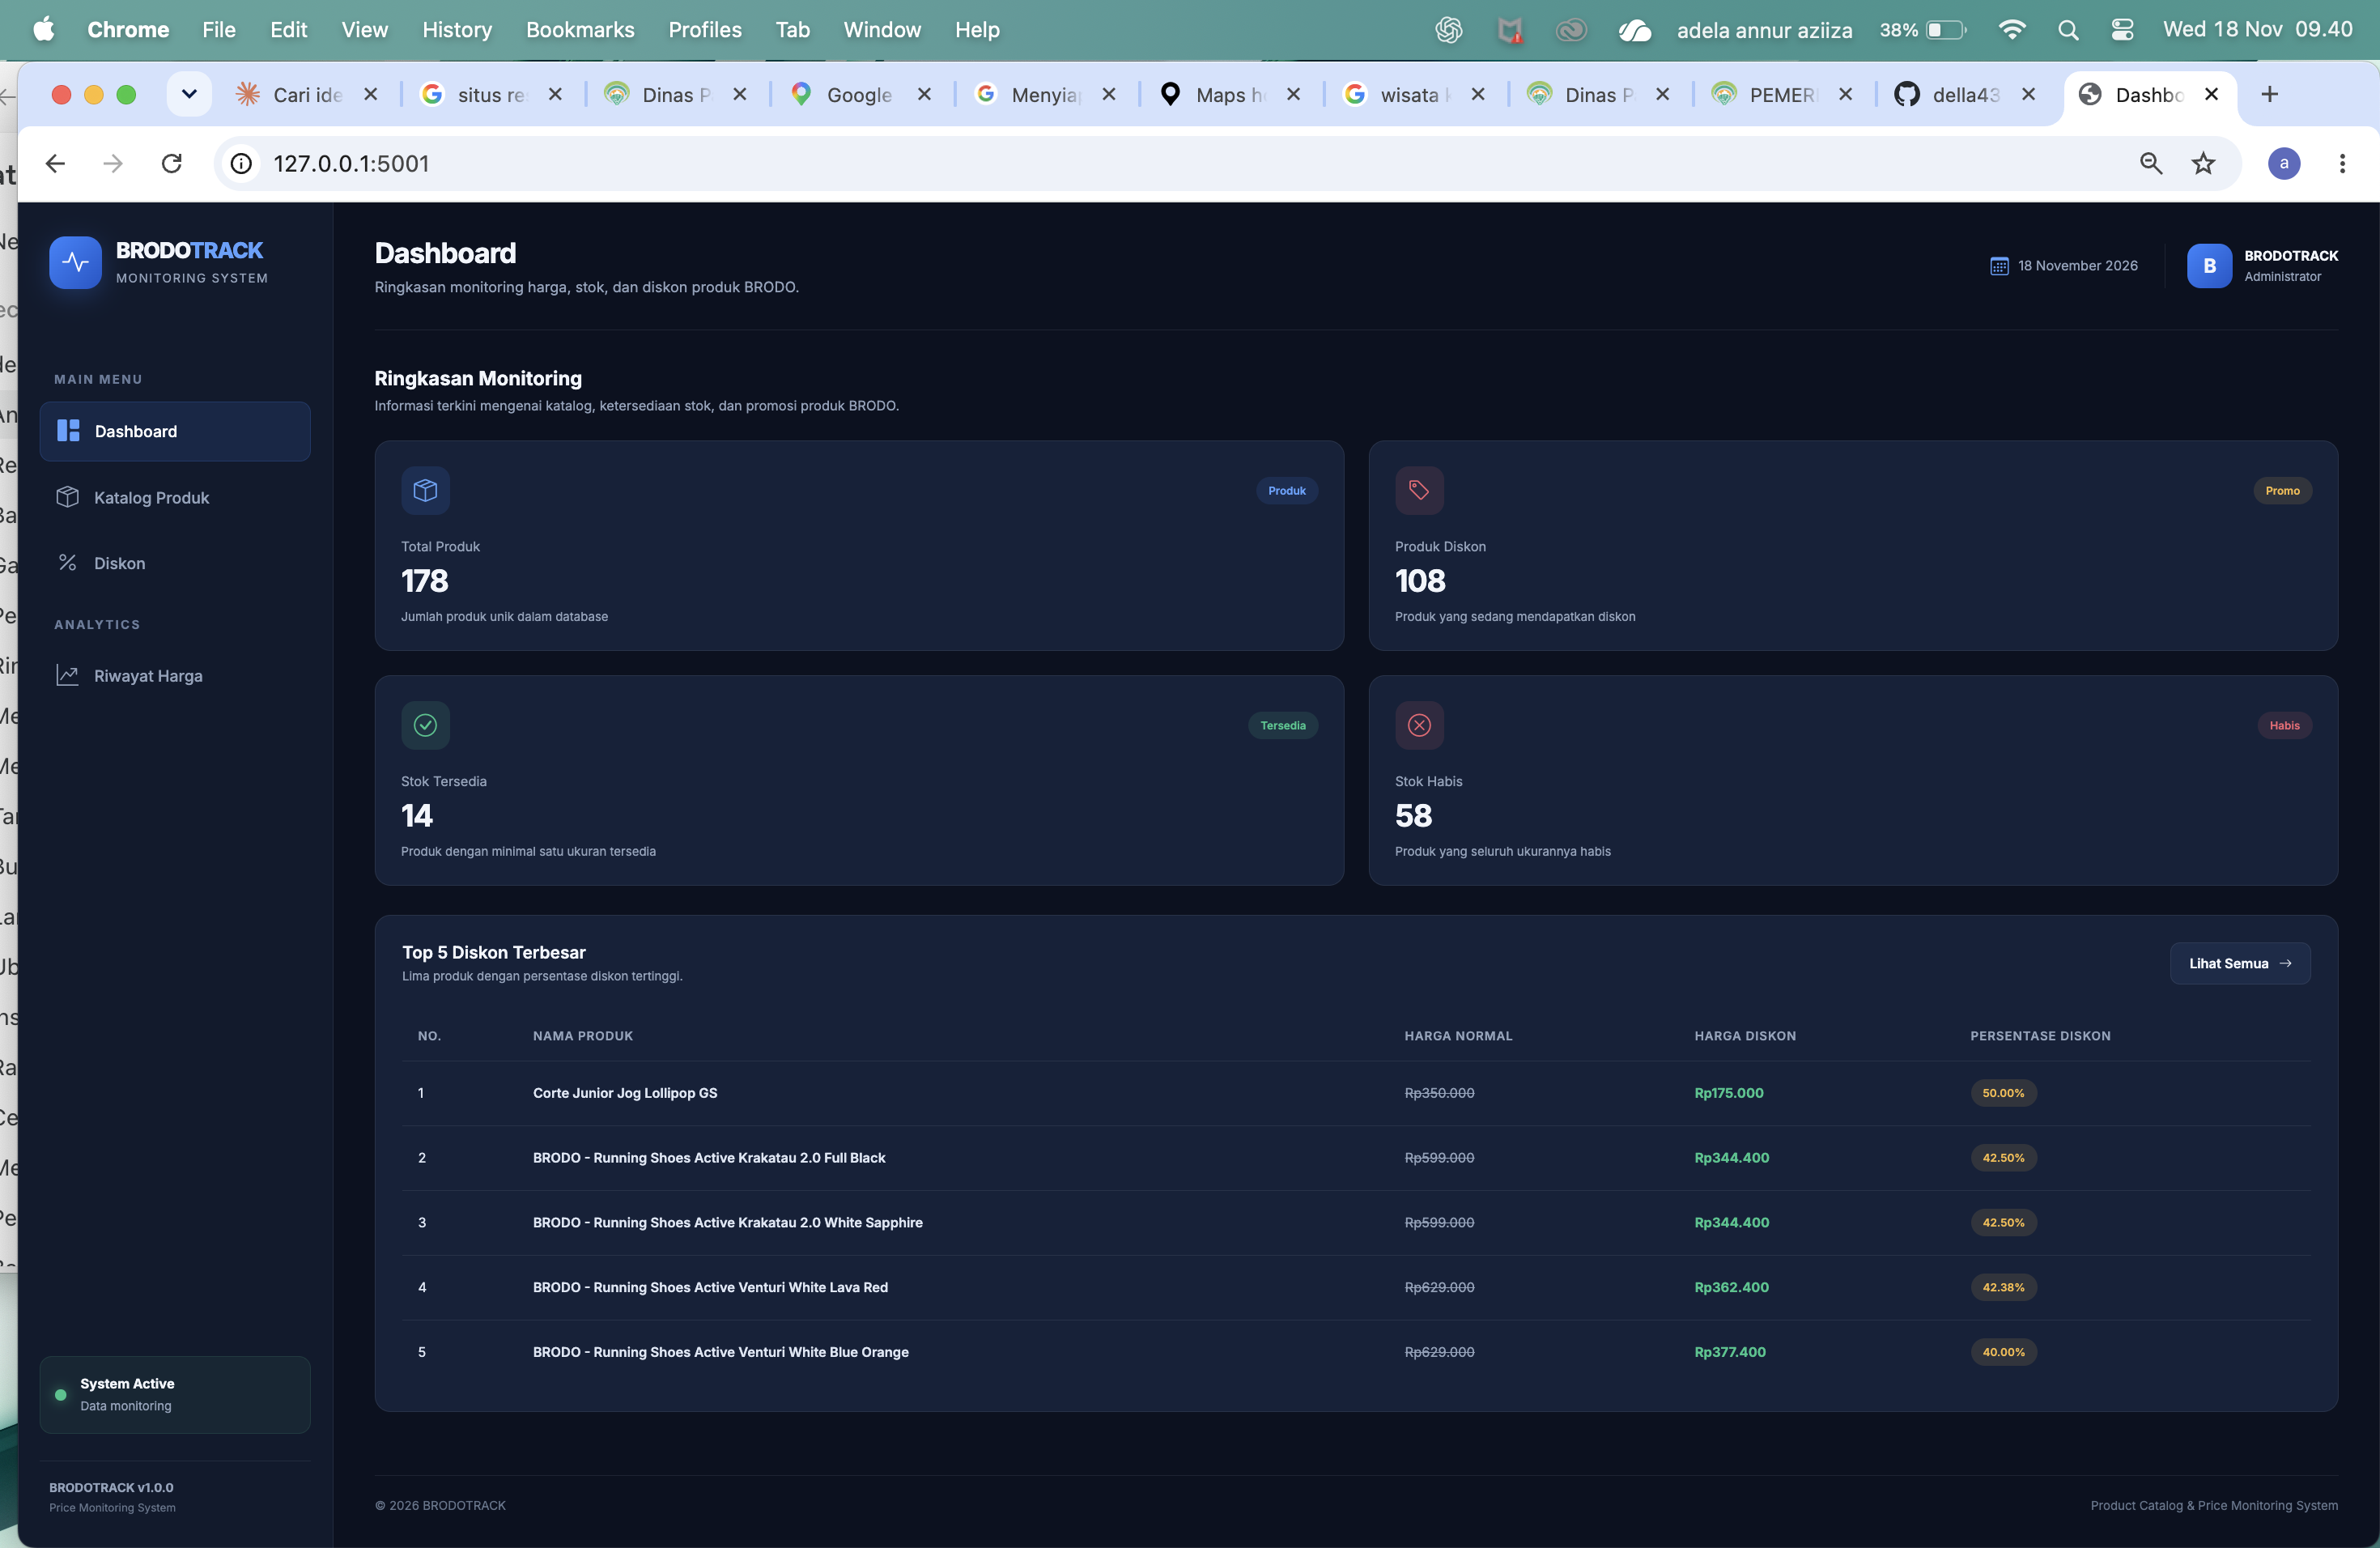 Chrome File Edit View History Bookmarks Profiles Tab Window Help adela annur aziiza 38% Wed 18 Nov 09.40
Cari ide situs re Dinas P Google Menyia Maps h wisata Dinas P PEMER della43 Dashbo
127.0.0.1:5001 a
BRODOTRACK
MONITORING SYSTEM
MAIN MENU
Dashboard
Katalog Produk
Diskon
ANALYTICS
Riwayat Harga
System Active
Data monitoring
BRODOTRACK v1.0.0
Price Monitoring System
Dashboard
Ringkasan monitoring harga, stok, dan diskon produk BRODO.
18 November 2026
B
BRODOTRACK
Administrator
Ringkasan Monitoring
Informasi terkini mengenai katalog, ketersediaan stok, dan promosi produk BRODO.
Produk
Total Produk
178
Jumlah produk unik dalam database
Promo
Produk Diskon
108
Produk yang sedang mendapatkan diskon
Tersedia
Stok Tersedia
14
Produk dengan minimal satu ukuran tersedia
Habis
Stok Habis
58
Produk yang seluruh ukurannya habis
Top 5 Diskon Terbesar
Lima produk dengan persentase diskon tertinggi.
Lihat Semua →
NO. NAMA PRODUK HARGA NORMAL HARGA DISKON PERSENTASE DISKON
1 Corte Junior Jog Lollipop GS Rp350.000 Rp175.000 50.00%
2 BRODO - Running Shoes Active Krakatau 2.0 Full Black Rp599.000 Rp344.400 42.50%
3 BRODO - Running Shoes Active Krakatau 2.0 White Sapphire Rp599.000 Rp344.400 42.50%
4 BRODO - Running Shoes Active Venturi White Lava Red Rp629.000 Rp362.400 42.38%
5 BRODO - Running Shoes Active Venturi White Blue Orange Rp629.000 Rp377.400 40.00%
© 2026 BRODOTRACK
Product Catalog & Price Monitoring System